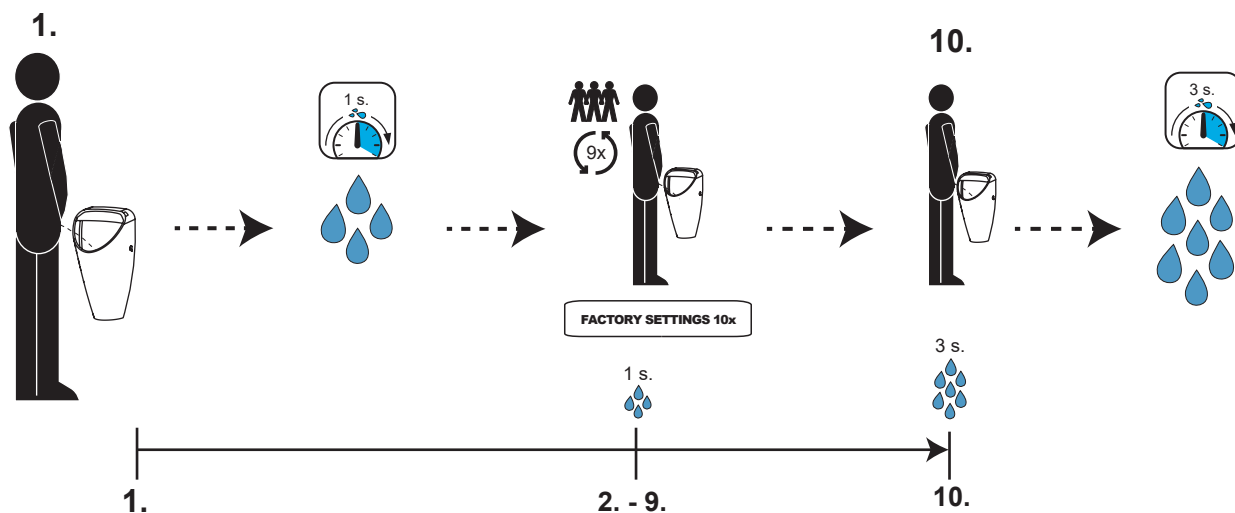 1.
10.
1 s.
3 s.
9x
FACTORY SETTINGS 10x
1 s.
3 s.
1.
2. - 9.
10.